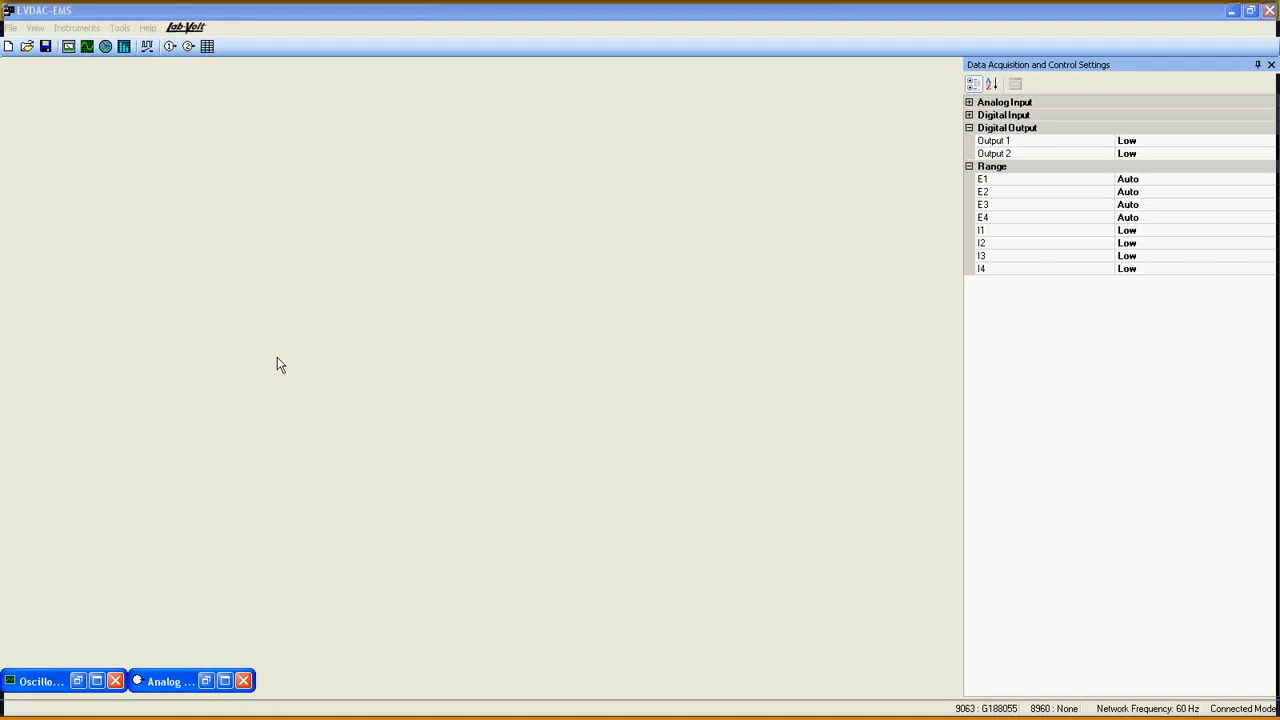 LVDAC-EMS
File View Instruments Tools Help Lab-Volt
1 2
Data Acquisition and Control Settings
Analog Input
Digital Input
Digital Output
Output 1 Low
Output 2 Low
Range
E1 Auto
E2 Auto
E3 Auto
E4 Auto
I1 Low
I2 Low
I3 Low
I4 Low
Oscillo... Analog ...
9063 : G188055 8960 : None Network Frequency: 60 Hz Connected Mode